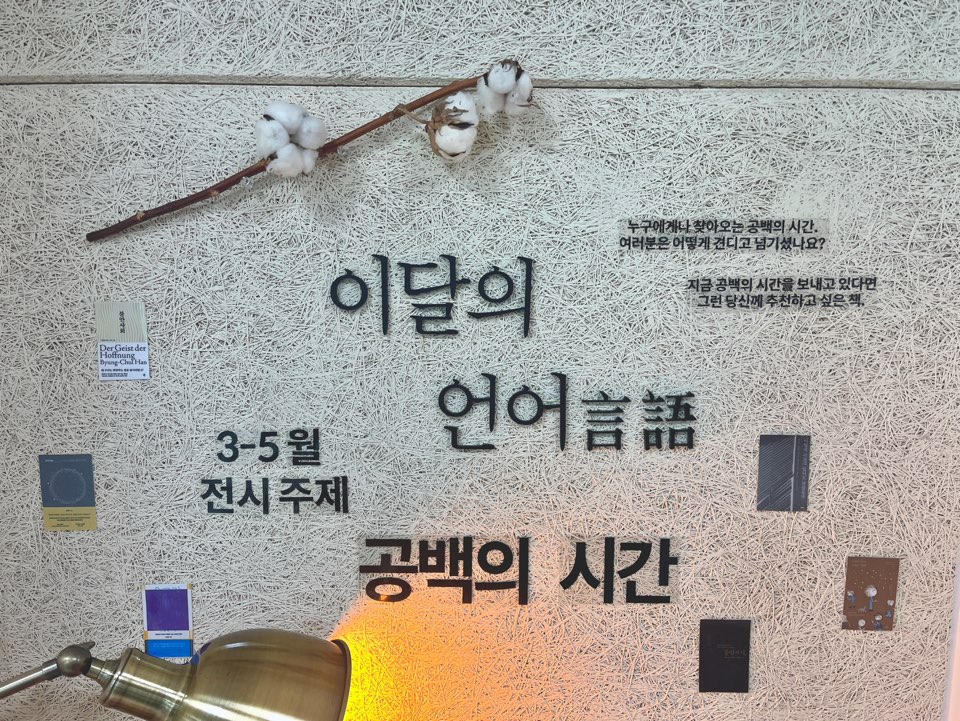 누구에게나 찾아오는 공백의 시간.
여러분은 어떻게 견디고 넘기셨나요?
지금 공백의 시간을 보내고 있다면
그런 당신께 추천하고 싶은 책.
이달의
언어 言語
3-5월
전시 주제
공백의 시간
불안사회
Der Geist der
Hoffnung
Byung-Chul Han